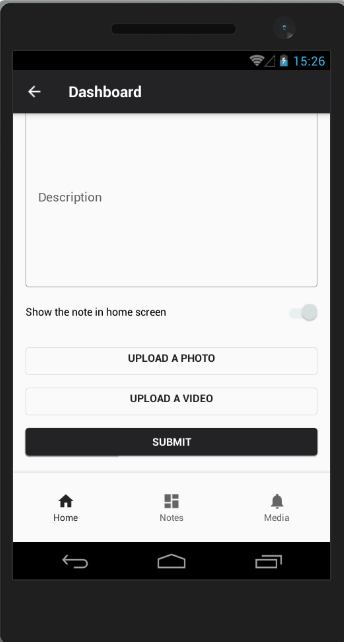 15:26
Dashboard
Description
Show the note in home screen
UPLOAD A PHOTO
UPLOAD A VIDEO
SUBMIT
Home
Notes
Media